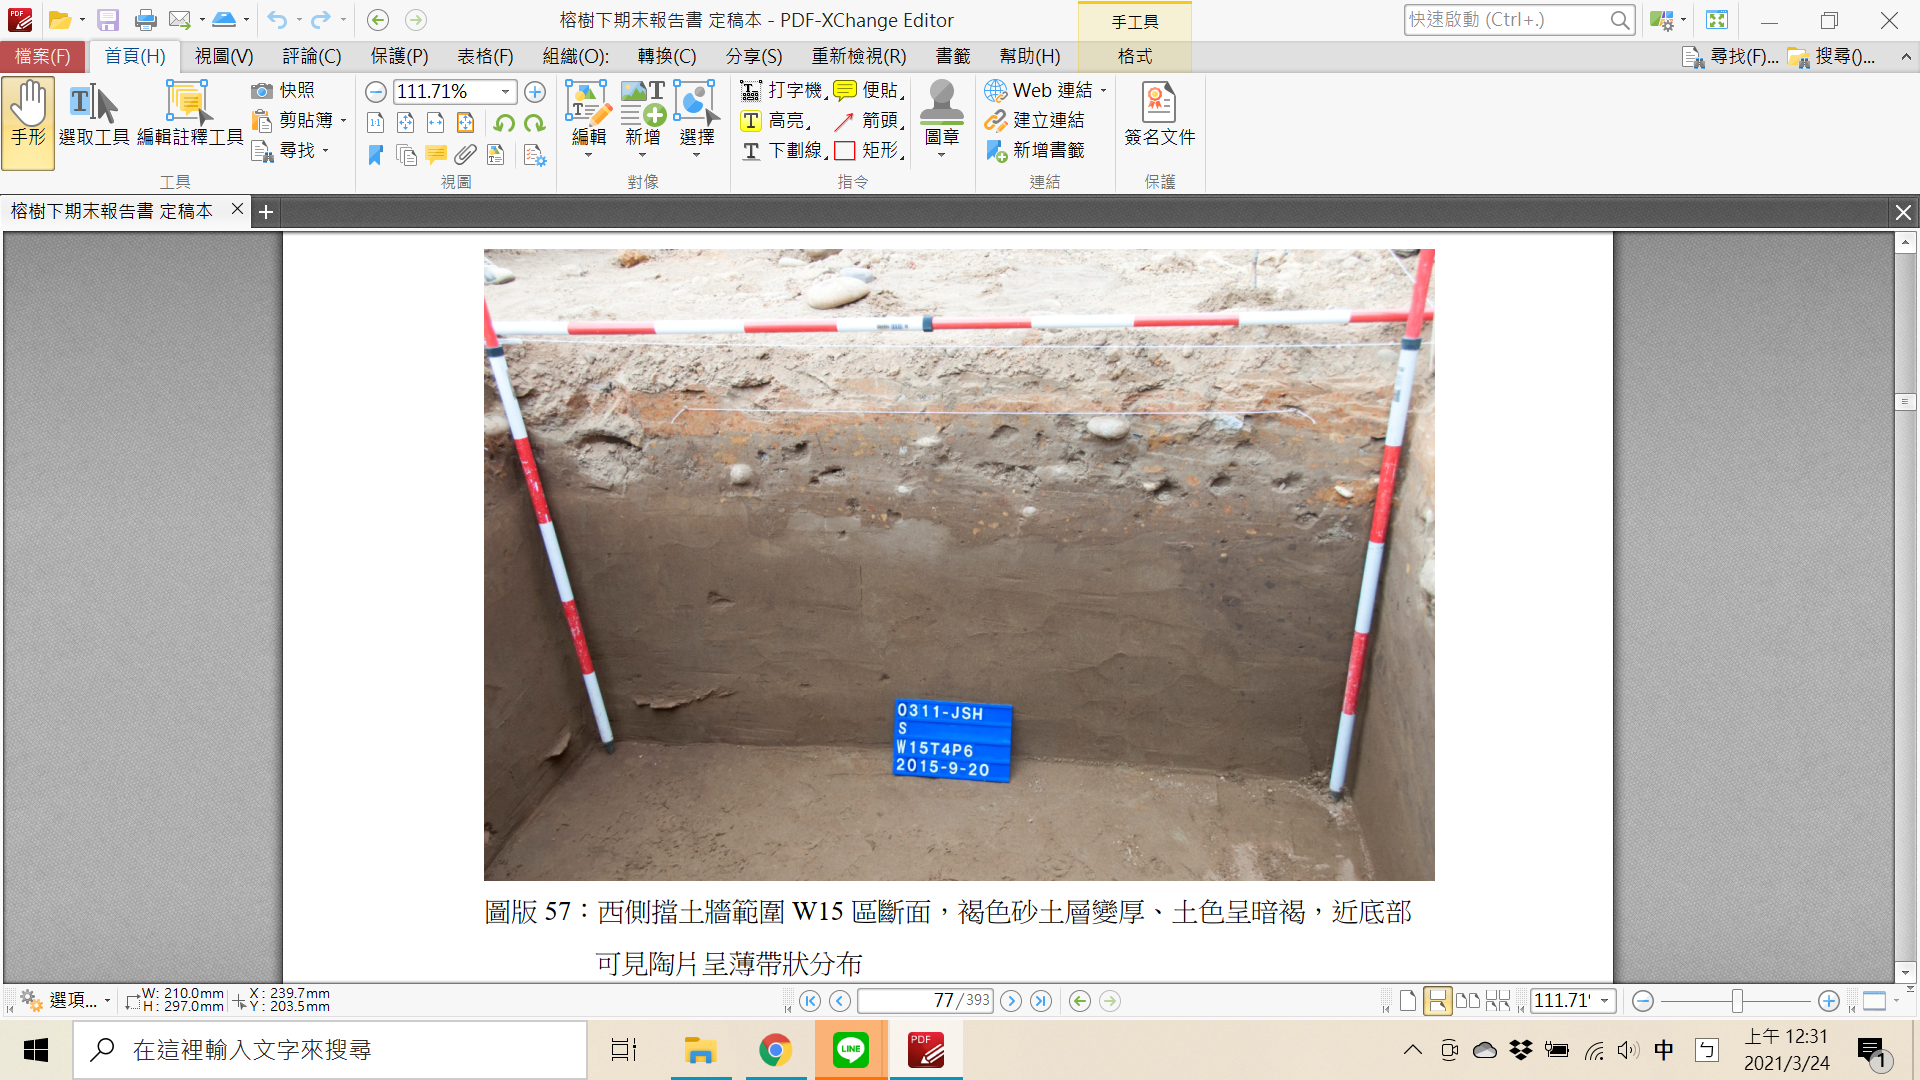 榕樹下期末報告書 定稿本 - PDF-XChange Editor
手工具
快速啟動 (Ctrl+.)
檔案(F)
首頁(H)
視圖(V)
評論(C)
保護(P)
表格(F)
組織(O):
轉換(C)
分享(S)
重新檢視(R)
書籤
幫助(H)
格式
尋找(F)...
搜尋()...
手形
選取工具
編輯註釋工具
快照
剪貼簿
尋找
工具
111.71%
視圖
編輯
新增
選擇
對像
打字機
高亮
下劃線
便貼
箭頭
矩形
圖章
指令
Web 連結
建立連結
新增書籤
連結
簽名文件
保護
榕樹下期末報告書 定稿本
0311-JSH
S
W15T4P6
2015-9-20
圖版 57：西側擋土牆範圍 W15 區斷面，褐色砂土層變厚、土色呈暗褐，近底部
可見陶片呈薄帶狀分布
選項...
W: 210.0mm
H: 297.0mm
X: 239.7mm
Y: 203.5mm
77/393
111.71%
在這裡輸入文字來搜尋
LINE
PDF
中
ㄅ
上午 12:31
2021/3/24
1